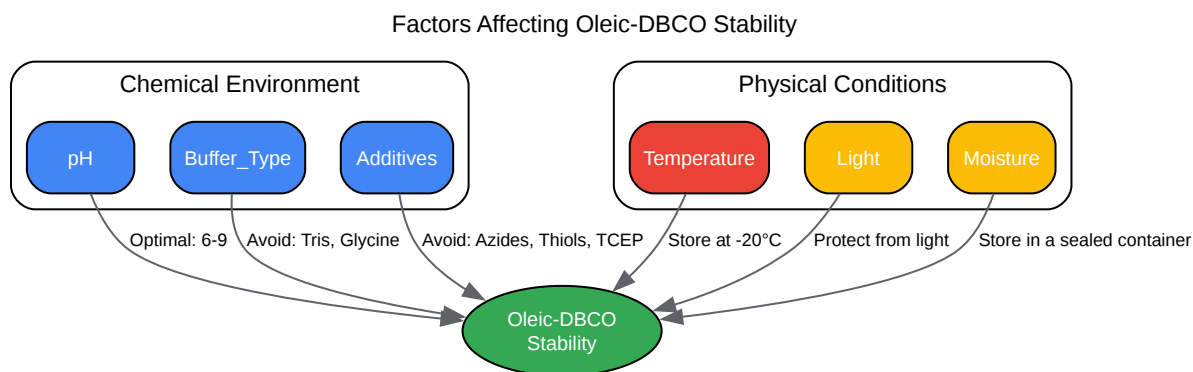 Factors Affecting Oleic-DBCO Stability
Chemical Environment
Physical Conditions
pH
Buffer_Type
Additives
Temperature
Light
Moisture
Optimal: 6-9
Avoid: Tris, Glycine
Avoid: Azides, Thiols, TCEP
Store at -20°C
Protect from light
Store in a sealed container
Oleic-DBCO
Stability